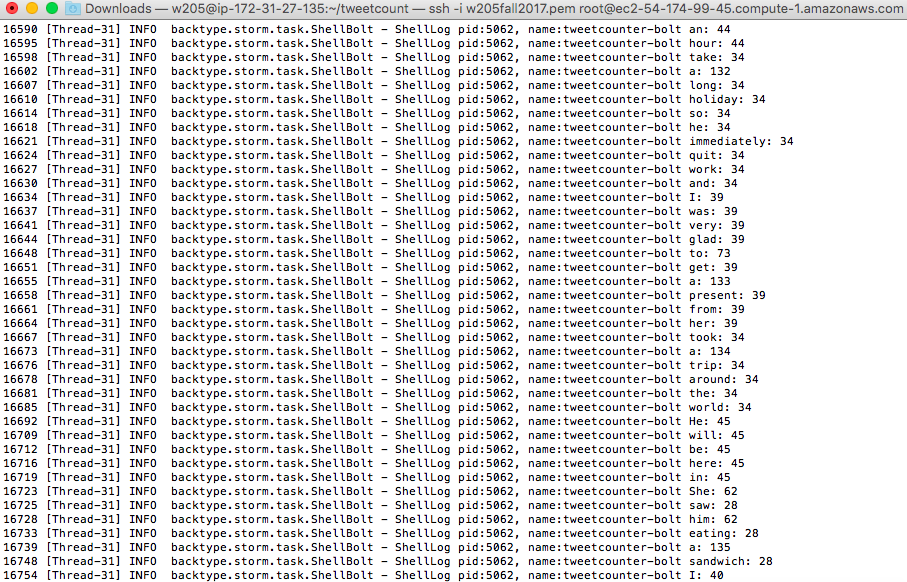 Downloads — w205@ip-172-31-27-135:~/tweetcount — ssh -i w205fall2017.pem root@ec2-54-174-99-45.compute-1.amazonaws.com
16590 [Thread-31] INFO  backtype.storm.task.ShellBolt - ShellLog pid:5062, name:tweetcounter-bolt an: 44
16595 [Thread-31] INFO  backtype.storm.task.ShellBolt - ShellLog pid:5062, name:tweetcounter-bolt hour: 44
16598 [Thread-31] INFO  backtype.storm.task.ShellBolt - ShellLog pid:5062, name:tweetcounter-bolt take: 34
16602 [Thread-31] INFO  backtype.storm.task.ShellBolt - ShellLog pid:5062, name:tweetcounter-bolt a: 132
16607 [Thread-31] INFO  backtype.storm.task.ShellBolt - ShellLog pid:5062, name:tweetcounter-bolt long: 34
16610 [Thread-31] INFO  backtype.storm.task.ShellBolt - ShellLog pid:5062, name:tweetcounter-bolt holiday: 34
16614 [Thread-31] INFO  backtype.storm.task.ShellBolt - ShellLog pid:5062, name:tweetcounter-bolt so: 34
16618 [Thread-31] INFO  backtype.storm.task.ShellBolt - ShellLog pid:5062, name:tweetcounter-bolt he: 34
16621 [Thread-31] INFO  backtype.storm.task.ShellBolt - ShellLog pid:5062, name:tweetcounter-bolt immediately: 34
16624 [Thread-31] INFO  backtype.storm.task.ShellBolt - ShellLog pid:5062, name:tweetcounter-bolt quit: 34
16627 [Thread-31] INFO  backtype.storm.task.ShellBolt - ShellLog pid:5062, name:tweetcounter-bolt work: 34
16630 [Thread-31] INFO  backtype.storm.task.ShellBolt - ShellLog pid:5062, name:tweetcounter-bolt and: 34
16634 [Thread-31] INFO  backtype.storm.task.ShellBolt - ShellLog pid:5062, name:tweetcounter-bolt I: 39
16637 [Thread-31] INFO  backtype.storm.task.ShellBolt - ShellLog pid:5062, name:tweetcounter-bolt was: 39
16641 [Thread-31] INFO  backtype.storm.task.ShellBolt - ShellLog pid:5062, name:tweetcounter-bolt very: 39
16644 [Thread-31] INFO  backtype.storm.task.ShellBolt - ShellLog pid:5062, name:tweetcounter-bolt glad: 39
16648 [Thread-31] INFO  backtype.storm.task.ShellBolt - ShellLog pid:5062, name:tweetcounter-bolt to: 73
16651 [Thread-31] INFO  backtype.storm.task.ShellBolt - ShellLog pid:5062, name:tweetcounter-bolt get: 39
16655 [Thread-31] INFO  backtype.storm.task.ShellBolt - ShellLog pid:5062, name:tweetcounter-bolt a: 133
16658 [Thread-31] INFO  backtype.storm.task.ShellBolt - ShellLog pid:5062, name:tweetcounter-bolt present: 39
16661 [Thread-31] INFO  backtype.storm.task.ShellBolt - ShellLog pid:5062, name:tweetcounter-bolt from: 39
16664 [Thread-31] INFO  backtype.storm.task.ShellBolt - ShellLog pid:5062, name:tweetcounter-bolt her: 39
16667 [Thread-31] INFO  backtype.storm.task.ShellBolt - ShellLog pid:5062, name:tweetcounter-bolt took: 34
16673 [Thread-31] INFO  backtype.storm.task.ShellBolt - ShellLog pid:5062, name:tweetcounter-bolt a: 134
16676 [Thread-31] INFO  backtype.storm.task.ShellBolt - ShellLog pid:5062, name:tweetcounter-bolt trip: 34
16678 [Thread-31] INFO  backtype.storm.task.ShellBolt - ShellLog pid:5062, name:tweetcounter-bolt around: 34
16681 [Thread-31] INFO  backtype.storm.task.ShellBolt - ShellLog pid:5062, name:tweetcounter-bolt the: 34
16685 [Thread-31] INFO  backtype.storm.task.ShellBolt - ShellLog pid:5062, name:tweetcounter-bolt world: 34
16692 [Thread-31] INFO  backtype.storm.task.ShellBolt - ShellLog pid:5062, name:tweetcounter-bolt He: 45
16709 [Thread-31] INFO  backtype.storm.task.ShellBolt - ShellLog pid:5062, name:tweetcounter-bolt will: 45
16712 [Thread-31] INFO  backtype.storm.task.ShellBolt - ShellLog pid:5062, name:tweetcounter-bolt be: 45
16716 [Thread-31] INFO  backtype.storm.task.ShellBolt - ShellLog pid:5062, name:tweetcounter-bolt here: 45
16719 [Thread-31] INFO  backtype.storm.task.ShellBolt - ShellLog pid:5062, name:tweetcounter-bolt in: 45
16723 [Thread-31] INFO  backtype.storm.task.ShellBolt - ShellLog pid:5062, name:tweetcounter-bolt She: 62
16725 [Thread-31] INFO  backtype.storm.task.ShellBolt - ShellLog pid:5062, name:tweetcounter-bolt saw: 28
16728 [Thread-31] INFO  backtype.storm.task.ShellBolt - ShellLog pid:5062, name:tweetcounter-bolt him: 62
16733 [Thread-31] INFO  backtype.storm.task.ShellBolt - ShellLog pid:5062, name:tweetcounter-bolt eating: 28
16739 [Thread-31] INFO  backtype.storm.task.ShellBolt - ShellLog pid:5062, name:tweetcounter-bolt a: 135
16748 [Thread-31] INFO  backtype.storm.task.ShellBolt - ShellLog pid:5062, name:tweetcounter-bolt sandwich: 28
16754 [Thread-31] INFO  backtype.storm.task.ShellBolt - ShellLog pid:5062, name:tweetcounter-bolt I: 40